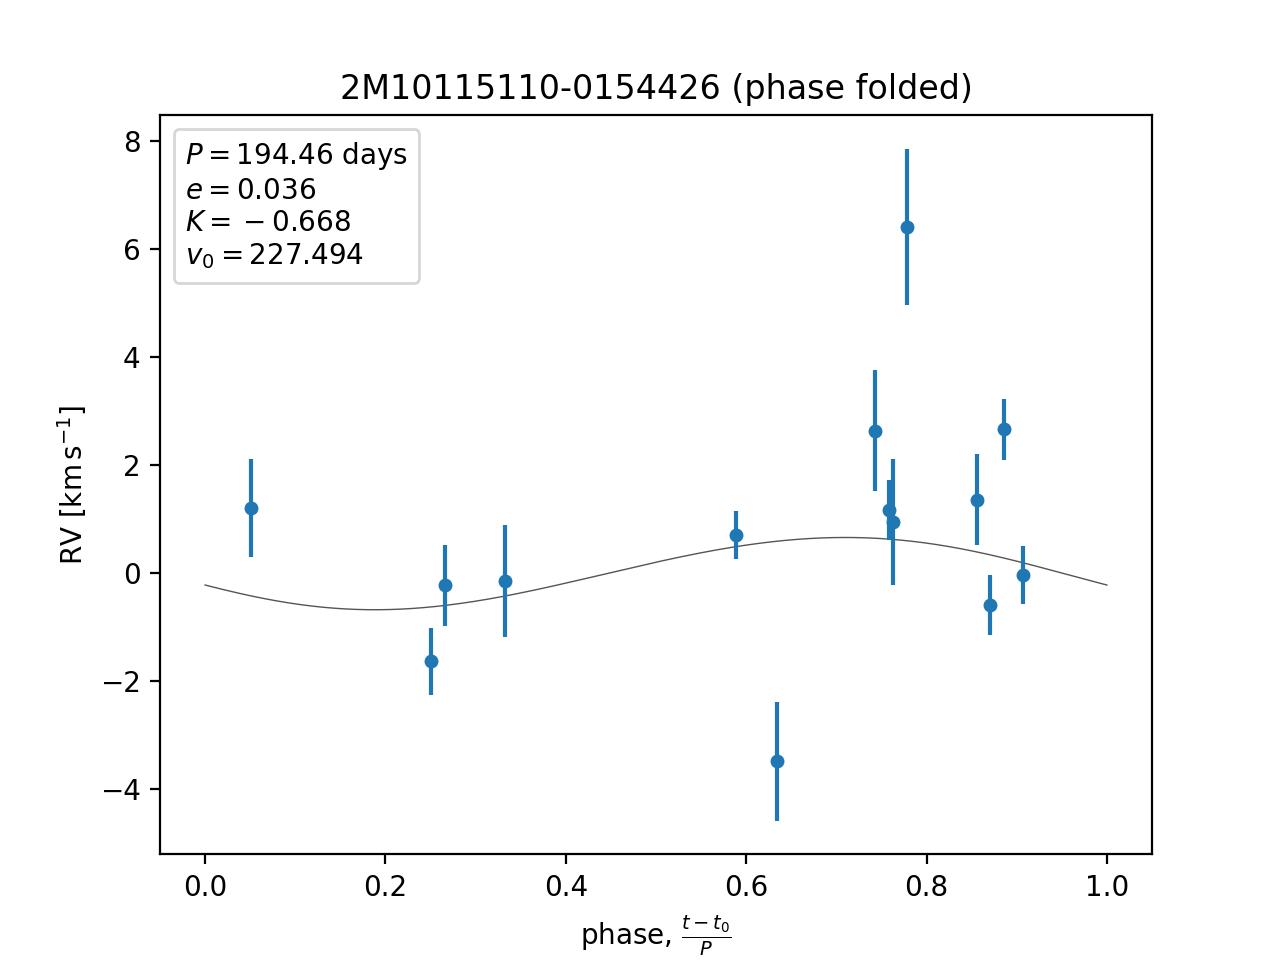 2M10115110-0154426 (phase folded)
P = 194.46 days
e = 0.036
K = −0.668
v₀ = 227.494
8
6
4
2
0
−2
−4
RV [km s⁻¹]
0.0 0.2 0.4 0.6 0.8 1.0
phase, (t − t₀)/P